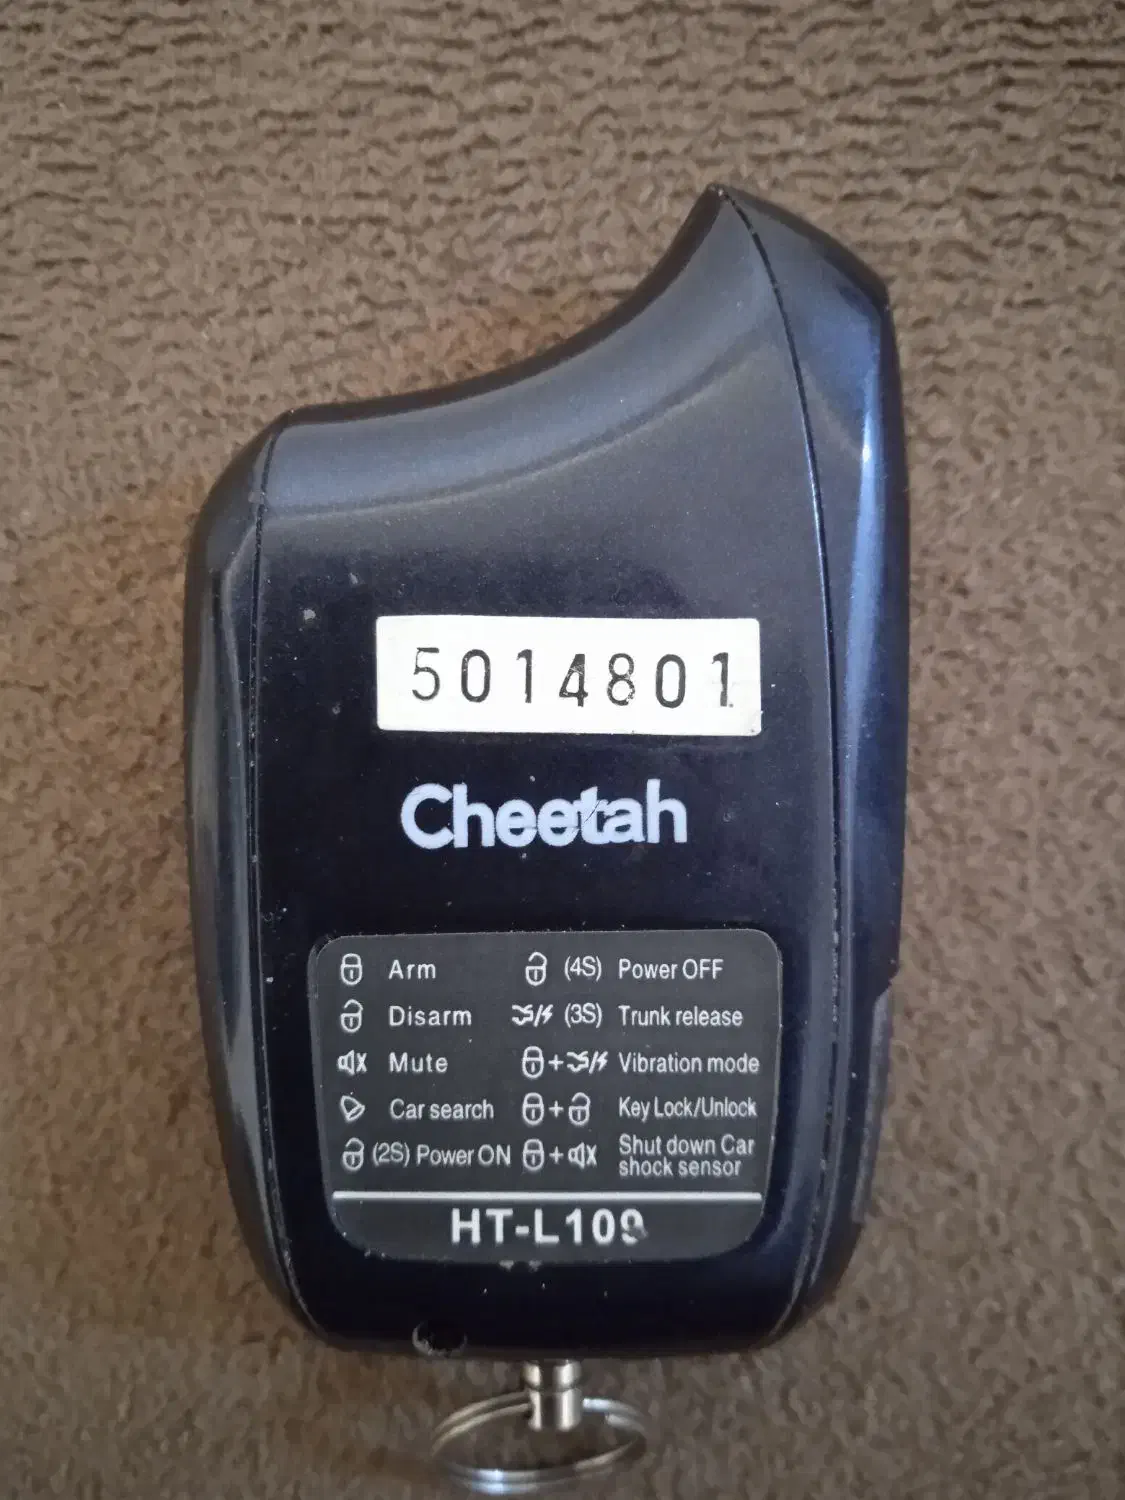 5014801
Cheetah
Arm (4S) Power OFF
Disarm (3S) Trunk release
Mute + Vibration mode
Car search + Key Lock/Unlock
(2S) Power ON + Shut down Car
shock sensor
HT-L109